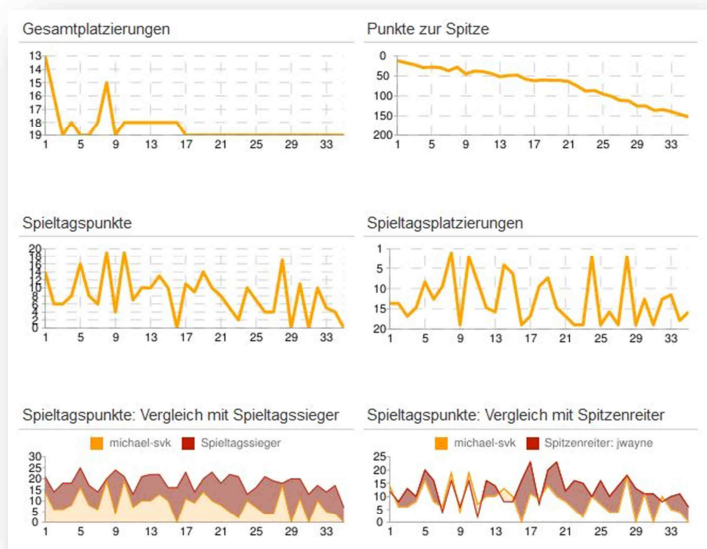 Gesamtplatzierungen
Punkte zur Spitze
13
14
15
16
17
18
19
1 5 9 13 17 21 25 29 33
0
50
100
150
200
1 5 9 13 17 21 25 29 33
Spieltagspunkte
Spieltagsplatzierungen
20
18
16
14
12
10
8
6
4
2
0
1 5 9 13 17 21 25 29 33
1
5
10
15
20
1 5 9 13 17 21 25 29 33
Spieltagspunkte: Vergleich mit Spieltagssieger
Spieltagspunkte: Vergleich mit Spitzenreiter
michael-svk Spieltagssieger
michael-svk Spitzenreiter: jwayne
30
25
20
15
10
5
0
1 5 9 13 17 21 25 29 33
25
20
15
10
5
0
1 5 9 13 17 21 25 29 33